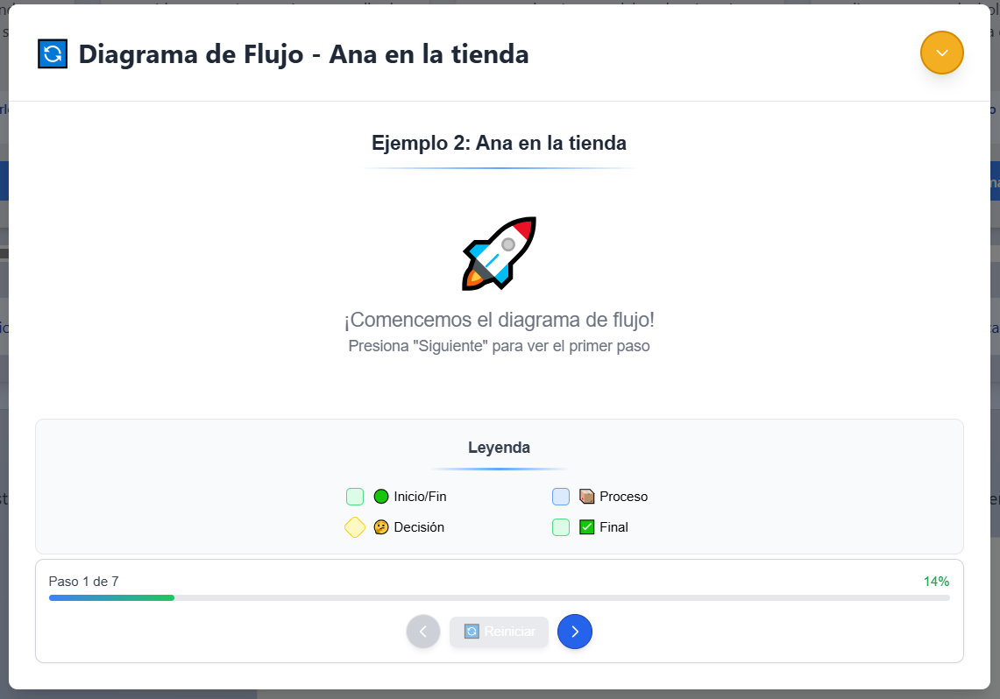 Diagrama de Flujo - Ana en la tienda
Ejemplo 2: Ana en la tienda
¡Comencemos el diagrama de flujo!
Presiona "Siguiente" para ver el primer paso
Leyenda
Inicio/Fin
Proceso
Decisión
Final
Paso 1 de 7
14%
Reiniciar